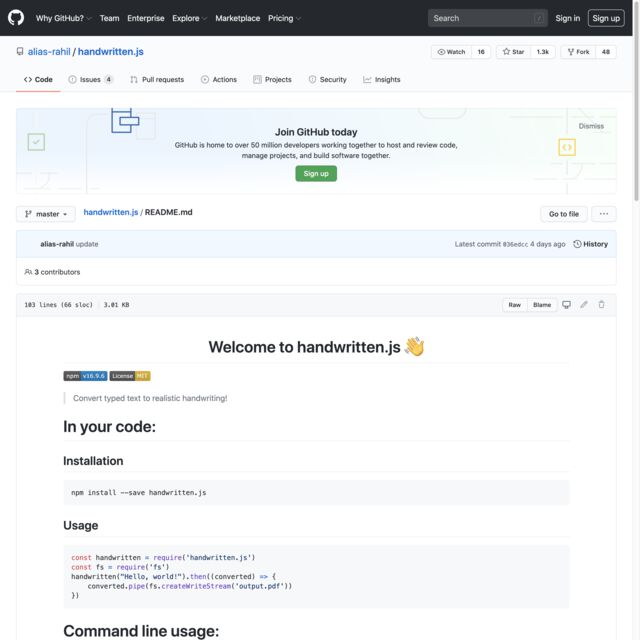 Why GitHub? Team Enterprise Explore Marketplace Pricing Search / Sign in Sign up
alias-rahil / handwritten.js Watch 16 Star 1.3k Fork 48
Code Issues 4 Pull requests Actions Projects Security Insights
Dismiss
Join GitHub today
GitHub is home to over 50 million developers working together to host and review code,
manage projects, and build software together.
Sign up
master handwritten.js / README.md Go to file ...
alias-rahil update Latest commit 036edcc 4 days ago History
3 contributors
103 lines (66 sloc) 3.01 KB Raw Blame
Welcome to handwritten.js 👋
npm v16.9.6 License MIT
Convert typed text to realistic handwriting!
In your code:
Installation
npm install --save handwritten.js
Usage
const handwritten = require('handwritten.js')
const fs = require('fs')
handwritten("Hello, world!").then((converted) => {
    converted.pipe(fs.createWriteStream('output.pdf'))
})
Command line usage: